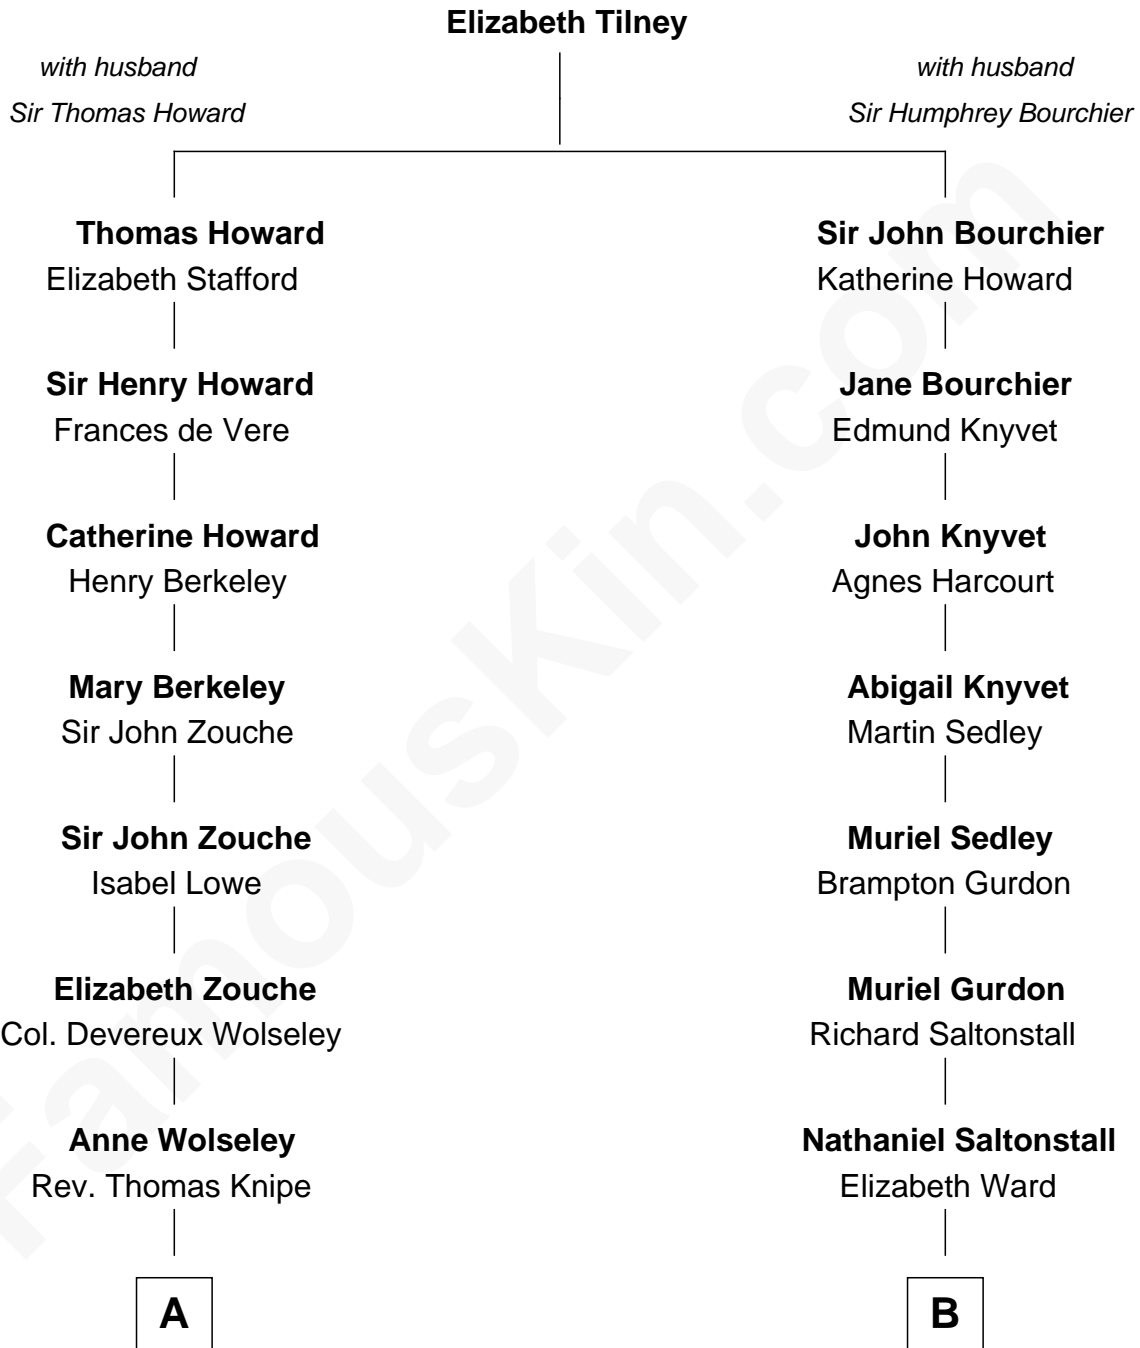 Elizabeth Tilney
with husband
Sir Thomas Howard
with husband
Sir Humphrey Bourchier
Thomas Howard
Elizabeth Stafford
Sir John Bourchier
Katherine Howard
Sir Henry Howard
Frances de Vere
Jane Bourchier
Edmund Knyvet
Catherine Howard
Henry Berkeley
John Knyvet
Agnes Harcourt
Mary Berkeley
Sir John Zouche
Abigail Knyvet
Martin Sedley
Sir John Zouche
Isabel Lowe
Muriel Sedley
Brampton Gurdon
Elizabeth Zouche
Col. Devereux Wolseley
Muriel Gurdon
Richard Saltonstall
Anne Wolseley
Rev. Thomas Knipe
Nathaniel Saltonstall
Elizabeth Ward
A
B
FamousKin.com